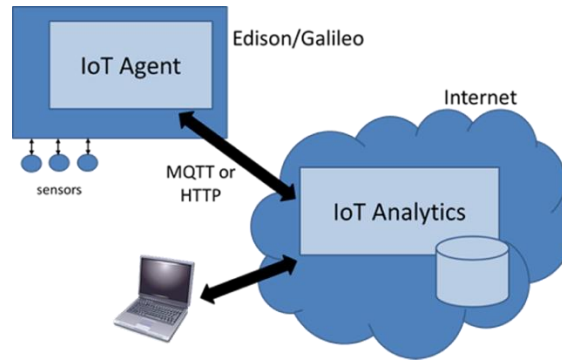 Edison/Galileo
IoT Agent
Internet
MQTT or
HTTP
sensors
IoT Analytics